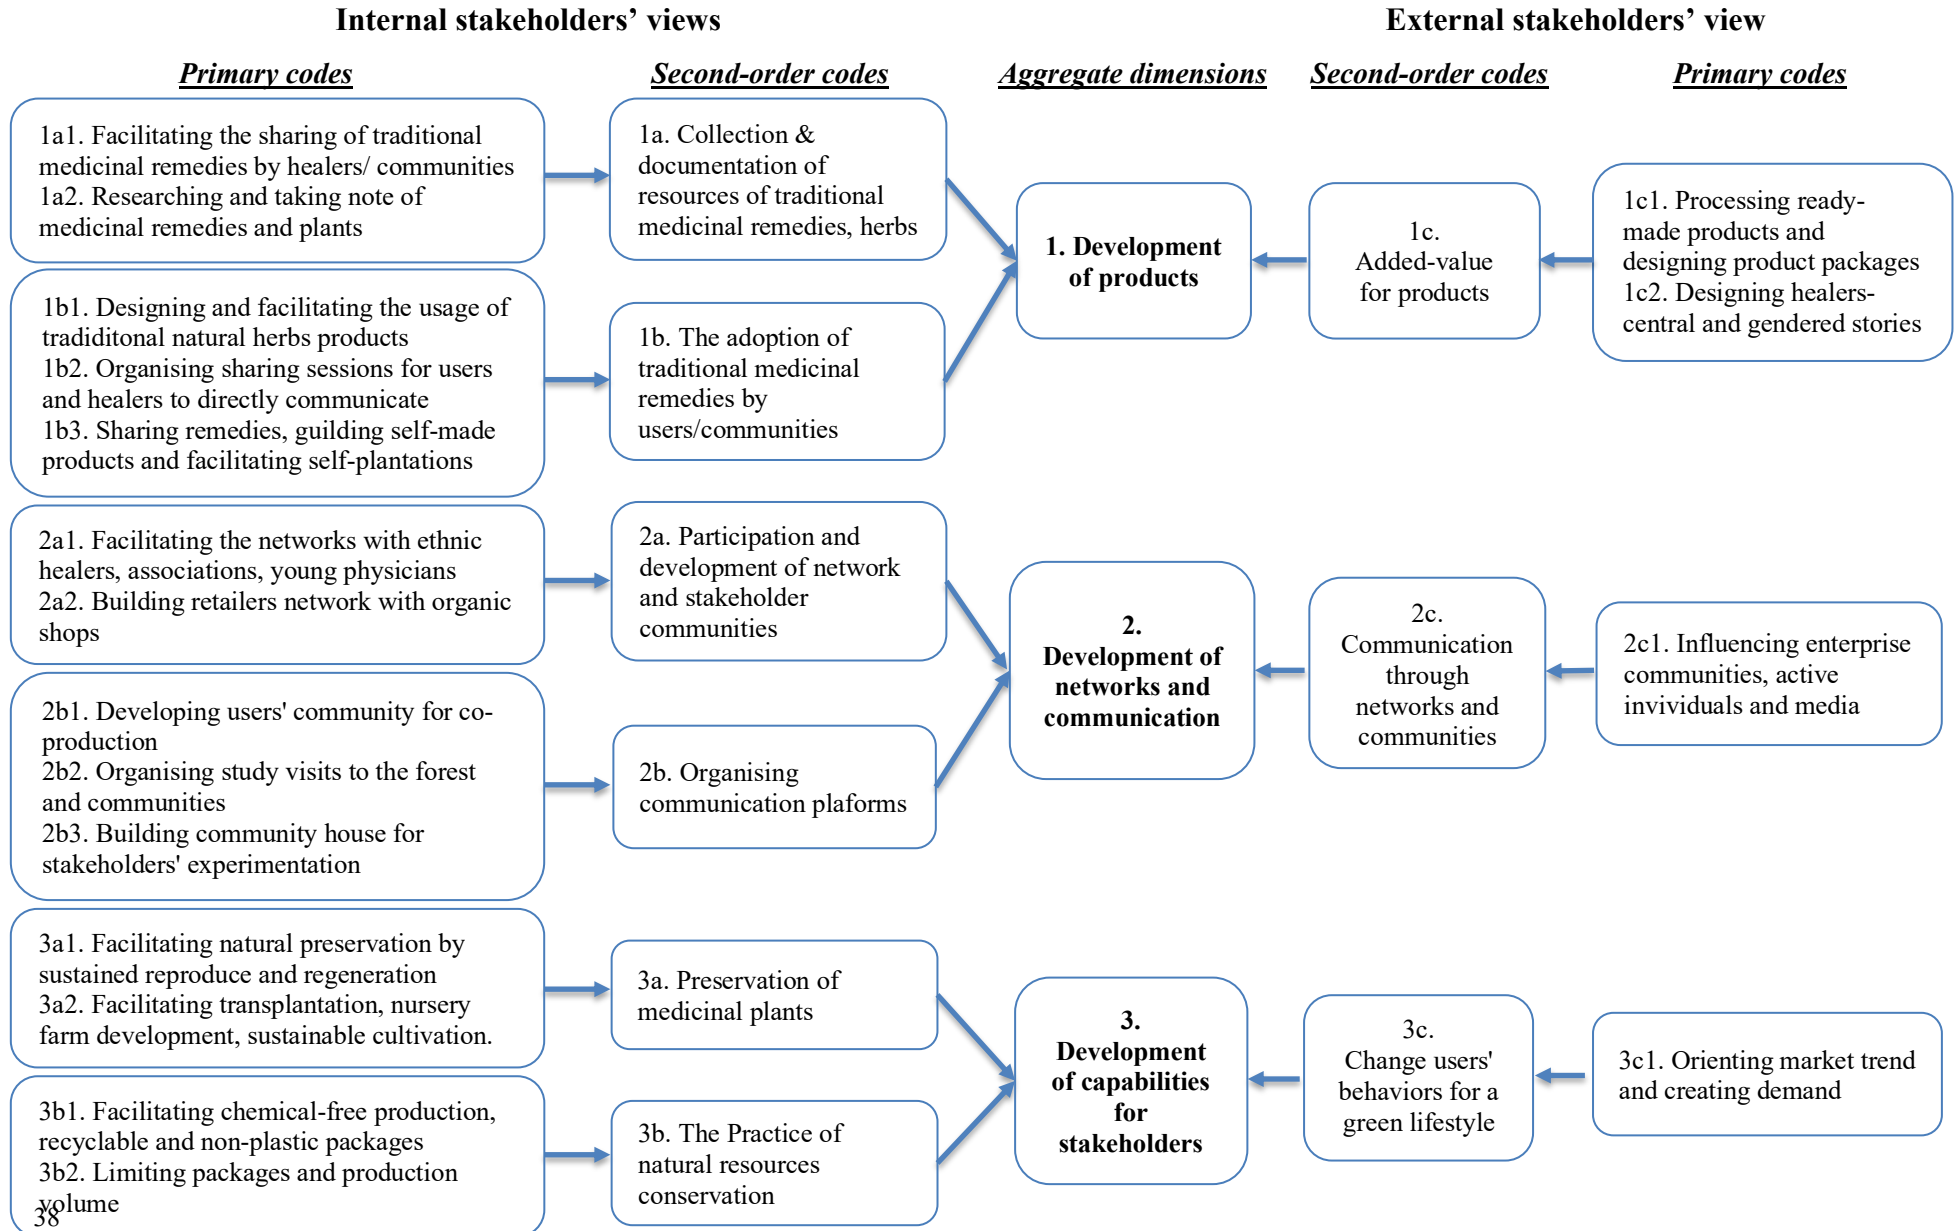 Internal stakeholders’ views
External stakeholders’ view
Primary codes
Second-order codes
Aggregate dimensions
Second-order codes
Primary codes
1a1. Facilitating the sharing of traditional
medicinal remedies by healers/ communities
1a2. Researching and taking note of
medicinal remedies and plants
1a. Collection &
documentation of
resources of traditional
medicinal remedies, herbs
1b1. Designing and facilitating the usage of
tradiditonal natural herbs products
1b2. Organising sharing sessions for users
and healers to directly communicate
1b3. Sharing remedies, guilding self-made
products and facilitating self-plantations
1b. The adoption of
traditional medicinal
remedies by
users/communities
1. Development
of products
1c.
Added-value
for products
1c1. Processing ready-
made products and
designing product packages
1c2. Designing healers-
central and gendered stories
2a1. Facilitating the networks with ethnic
healers, associations, young physicians
2a2. Building retailers network with organic
shops
2a. Participation and
development of network
and stakeholder
communities
2b1. Developing users' community for co-
production
2b2. Organising study visits to the forest
and communities
2b3. Building community house for
stakeholders' experimentation
2b. Organising
communication plaforms
2.
Development of
networks and
communication
2c.
Communication
through
networks and
communities
2c1. Influencing enterprise
communities, active
invividuals and media
3a1. Facilitating natural preservation by
sustained reproduce and regeneration
3a2. Facilitating transplantation, nursery
farm development, sustainable cultivation.
3a. Preservation of
medicinal plants
3b1. Facilitating chemical-free production,
recyclable and non-plastic packages
3b2. Limiting packages and production
volume
3b. The Practice of
natural resources
conservation
3.
Development
of capabilities
for
stakeholders
3c.
Change users'
behaviors for a
green lifestyle
3c1. Orienting market trend
and creating demand
38